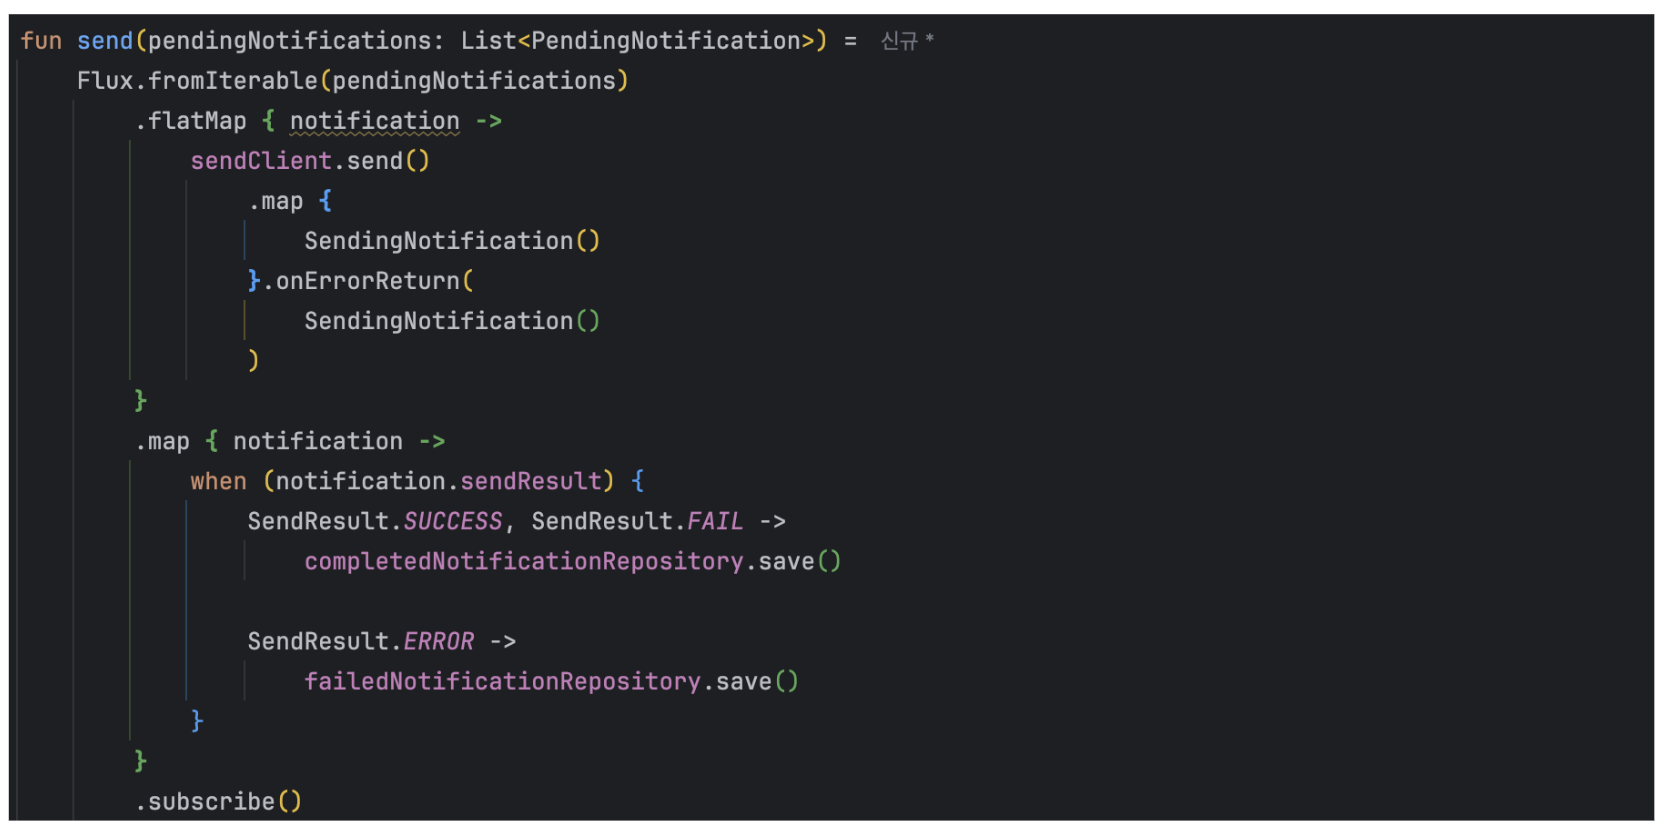 fun send(pendingNotifications: List<PendingNotification>) = 신규 *
Flux.fromIterable(pendingNotifications)
.flatMap { notification ->
sendClient.send()
.map {
SendingNotification()
}.onErrorReturn(
SendingNotification()
)
}
.map { notification ->
when (notification.sendResult) {
SendResult.SUCCESS, SendResult.FAIL ->
completedNotificationRepository.save()
SendResult.ERROR ->
failedNotificationRepository.save()
}
}
.subscribe()